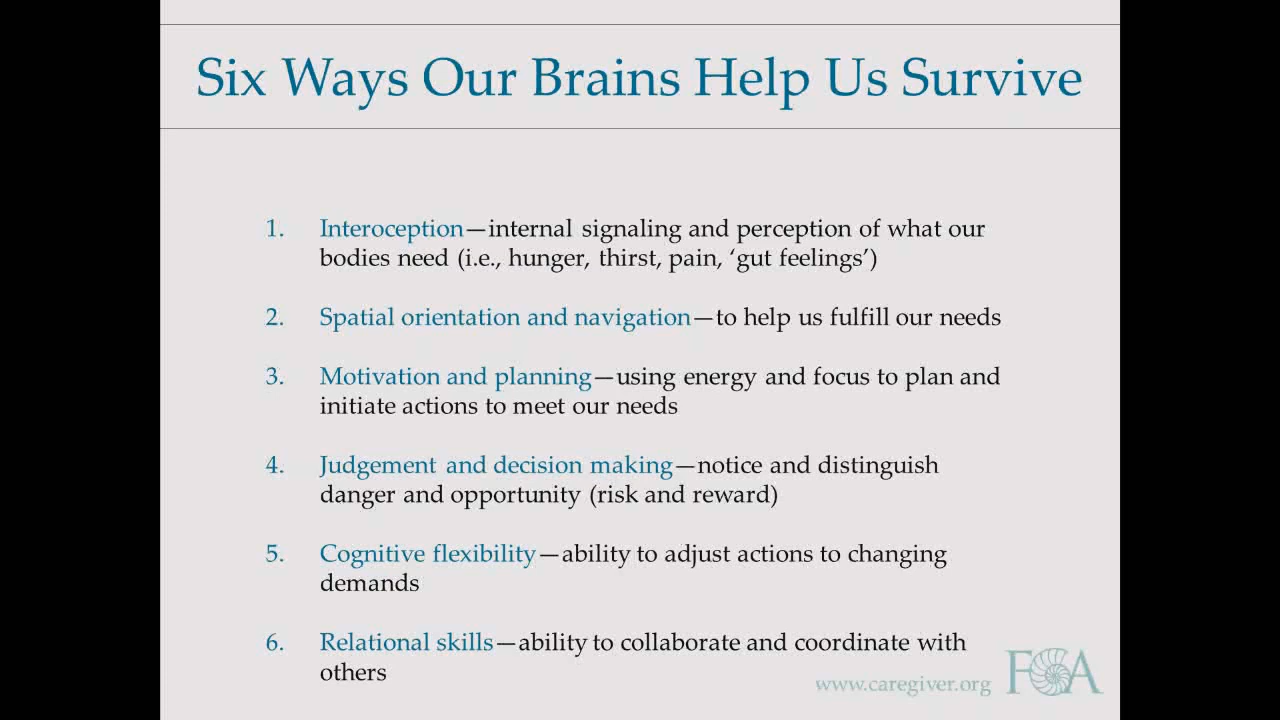 Six Ways Our Brains Help Us Survive
1. Interoception—internal signaling and perception of what our
bodies need (i.e., hunger, thirst, pain, ‘gut feelings’)
2. Spatial orientation and navigation—to help us fulfill our needs
3. Motivation and planning—using energy and focus to plan and
initiate actions to meet our needs
4. Judgement and decision making—notice and distinguish
danger and opportunity (risk and reward)
5. Cognitive flexibility—ability to adjust actions to changing
demands
6. Relational skills—ability to collaborate and coordinate with
others
www.caregiver.org FCA